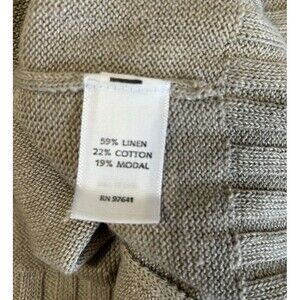 59% LINEN
22% COTTON
19% MODAL
RN 97641